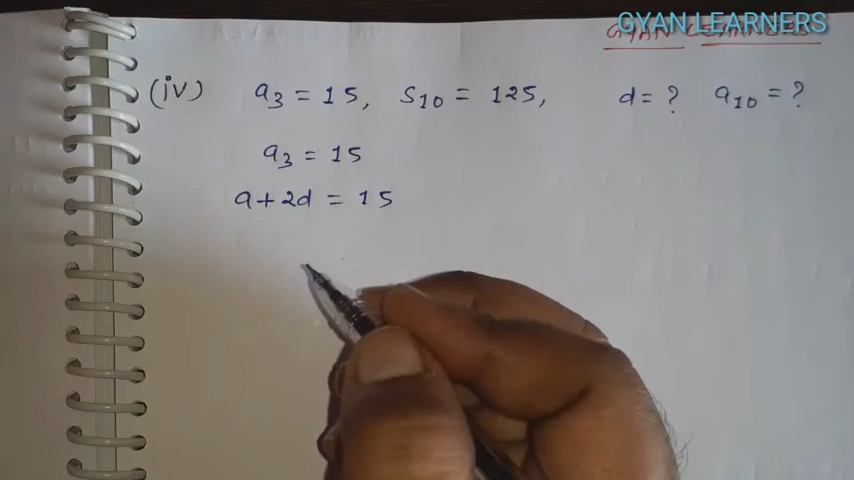 GYAN LEARNERS
(iv) a₃ = 15, S₁₀ = 125, d = ? a₁₀ = ?
a₃ = 15
a + 2d = 15